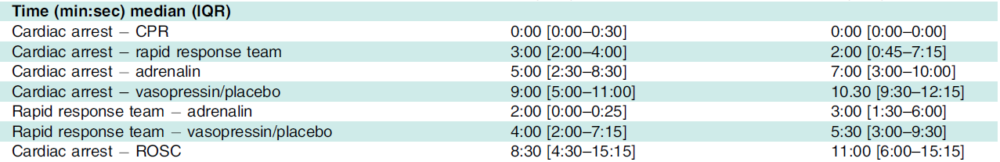 Time (min:sec) median (IQR)
Cardiac arrest – CPR 0:00 [0:00–0:30] 0:00 [0:00–0:00]
Cardiac arrest – rapid response team 3:00 [2:00–4:00] 2:00 [0:45–7:15]
Cardiac arrest – adrenalin 5:00 [2:30–8:30] 7:00 [3:00–10:00]
Cardiac arrest – vasopressin/placebo 9:00 [5:00–11:00] 10.30 [9:30–12:15]
Rapid response team – adrenalin 2:00 [0:00–0:25] 3:00 [1:30–6:00]
Rapid response team – vasopressin/placebo 4:00 [2:00–7:15] 5:30 [3:00–9:30]
Cardiac arrest – ROSC 8:30 [4:30–15:15] 11:00 [6:00–15:15]